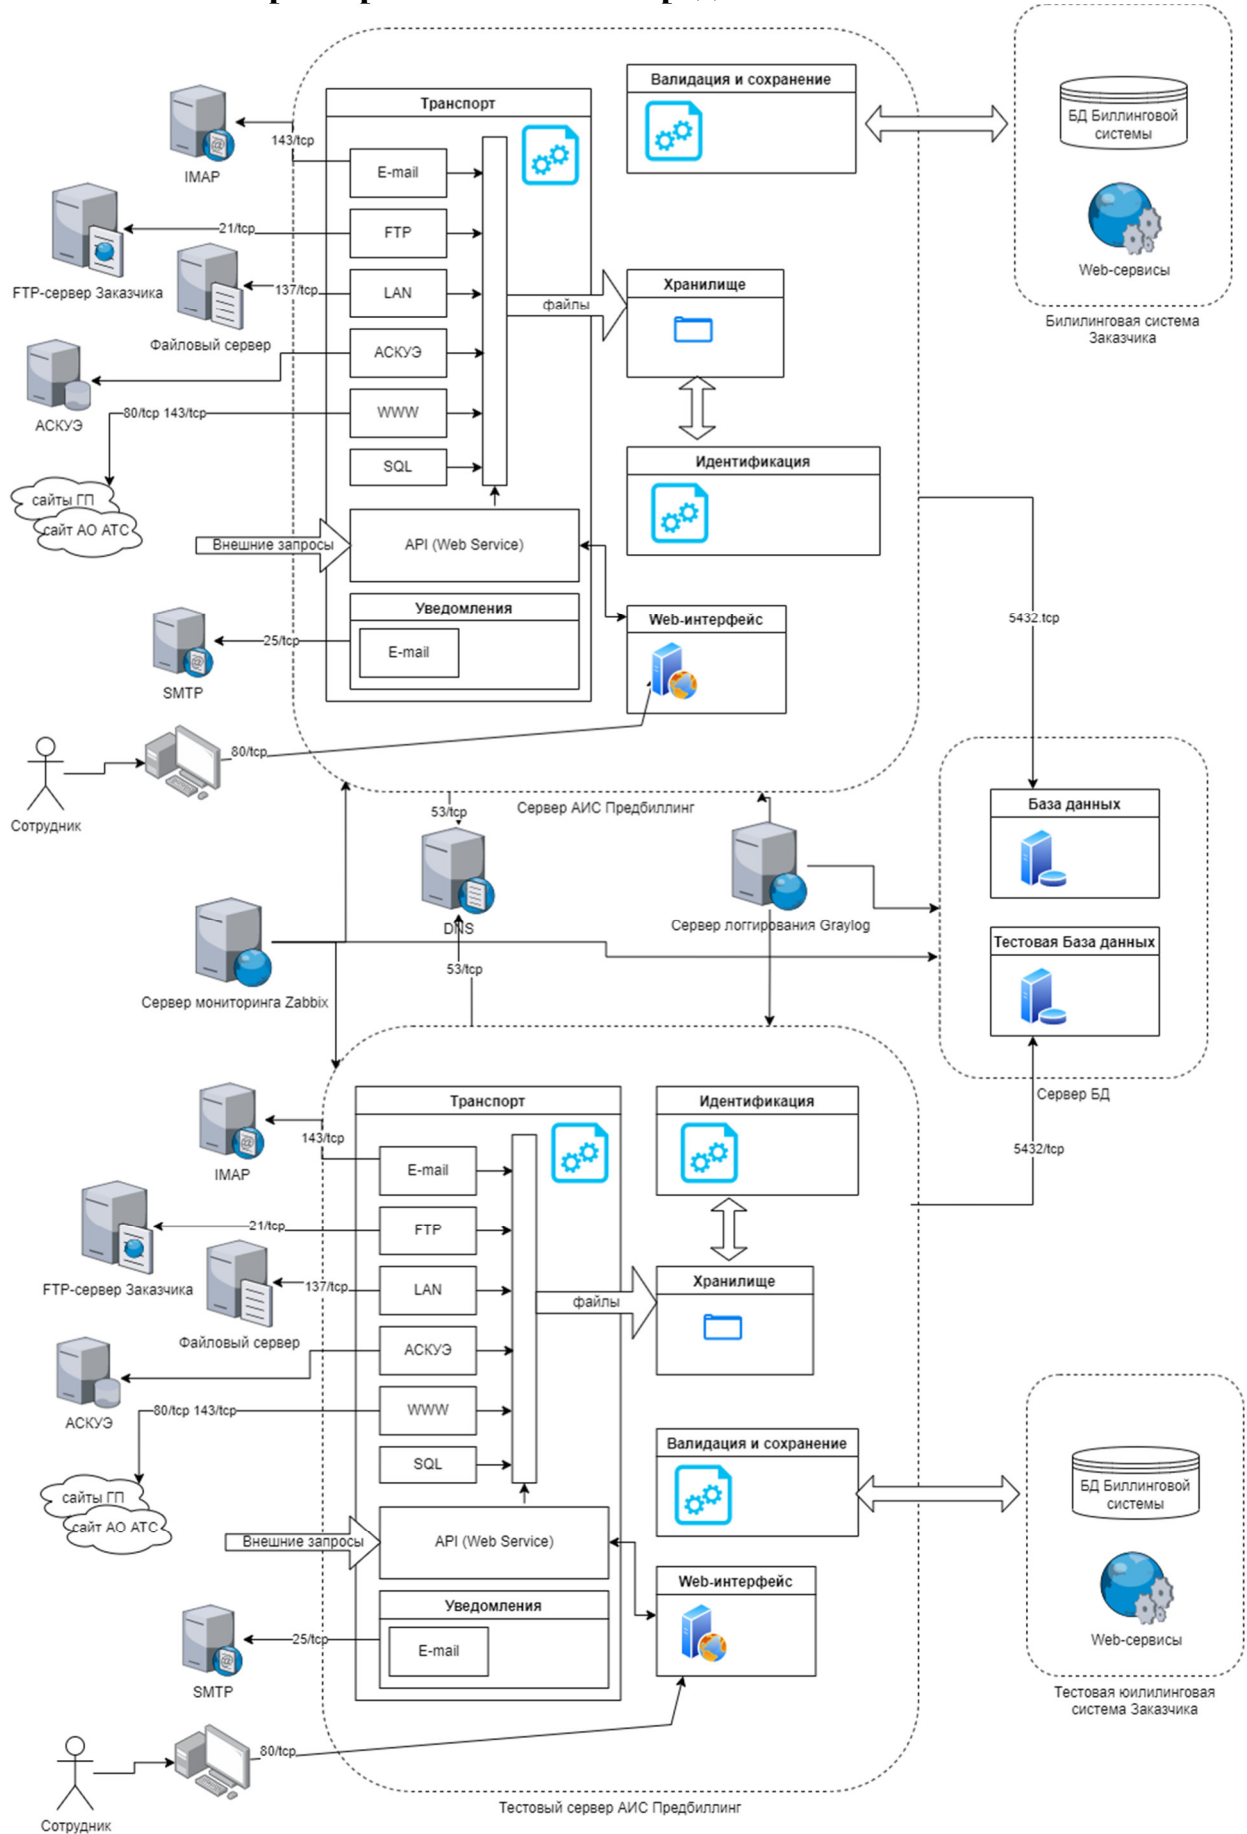 Валидация и сохранение
Транспорт
БД Биллинговой
системы
143/tcp
IMAP
E-mail
21/tcp
FTP
FTP-сервер Заказчика
137/tcp
LAN
Файловый сервер
файлы
Хранилище
Web-сервисы
Билилинговая система
Заказчика
АСКУЭ
АСКУЭ
80/tcp 143/tcp
WWW
SQL
Идентификация
сайты ГП
сайт АО АТС
Внешние запросы
API (Web Service)
Уведомления
E-mail
25/tcp
SMTP
Web-интерфейс
5432.tcp
80/tcp
Сотрудник
53/tcp
Сервер АИС Предбиллинг
База данных
DNS
Сервер логгирования Graylog
Тестовая База данных
53/tcp
Сервер мониторинга Zabbix
Сервер БД
5432/tcp
Транспорт
Идентификация
143/tcp
IMAP
E-mail
21/tcp
FTP
FTP-сервер Заказчика
137/tcp
LAN
Файловый сервер
файлы
Хранилище
АСКУЭ
АСКУЭ
80/tcp 143/tcp
WWW
SQL
Валидация и сохранение
БД Биллинговой
системы
сайты ГП
сайт АО АТС
Внешние запросы
API (Web Service)
Web-интерфейс
Web-сервисы
Уведомления
E-mail
25/tcp
SMTP
Тестовая юилилинговая
система Заказчика
80/tcp
Сотрудник
Тестовый сервер АИС Предбиллинг